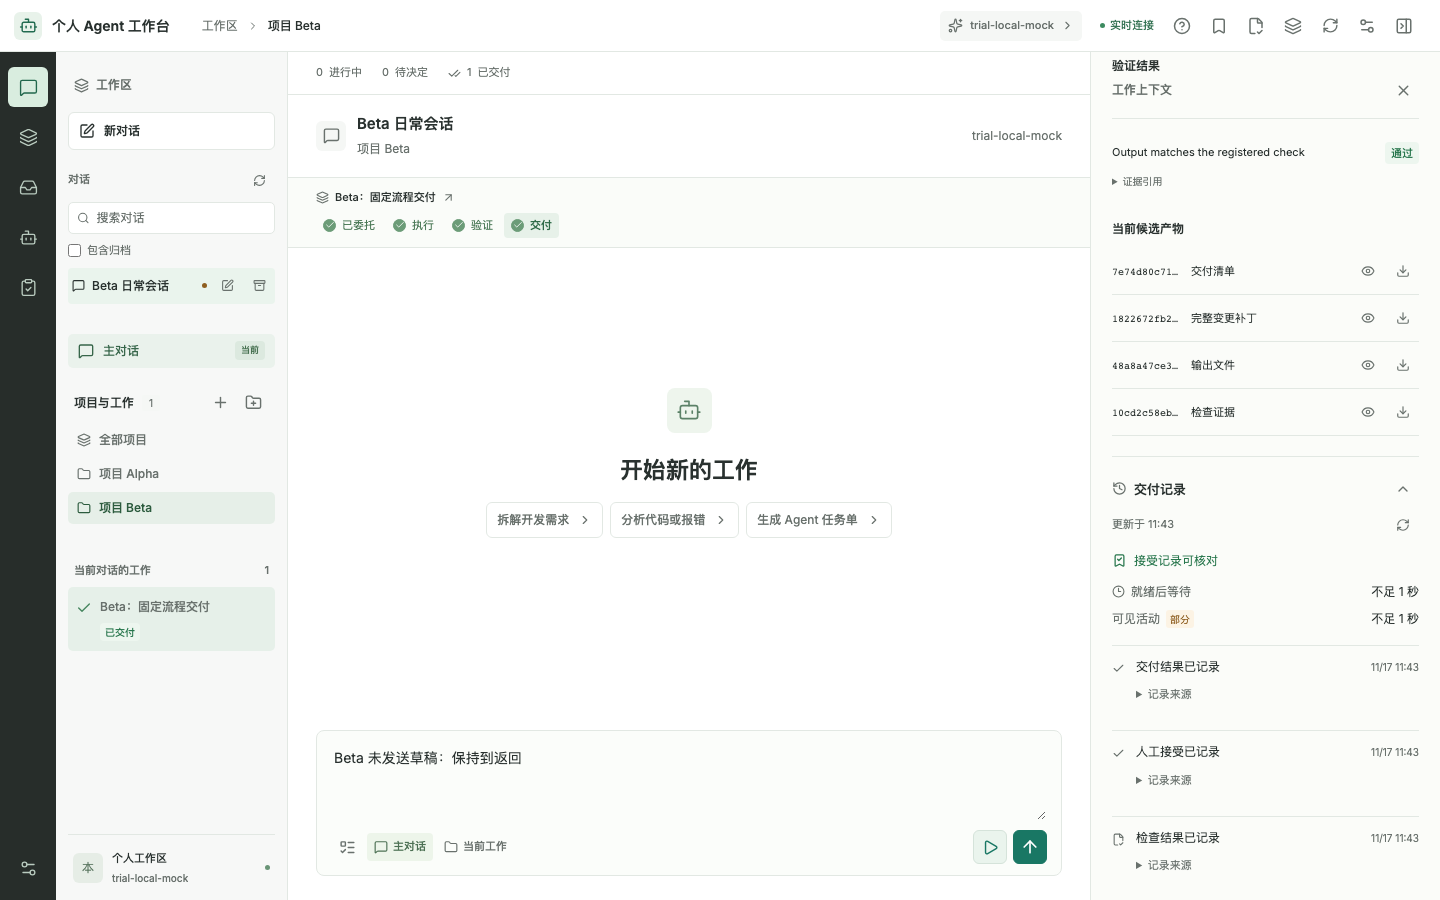 个人 Agent 工作台
工作区
项目 Beta
trial-local-mock
实时连接
工作区
新对话
对话
搜索对话
包含归档
Beta 日常会话
主对话
当前
项目与工作 1
全部项目
项目 Alpha
项目 Beta
当前对话的工作 1
Beta：固定流程交付
已交付
本
个人工作区
trial-local-mock
0 进行中 0 待决定 1 已交付
Beta 日常会话
项目 Beta
trial-local-mock
Beta：固定流程交付
已委托 执行 验证 交付
开始新的工作
拆解开发需求 分析代码或报错 生成 Agent 任务单
Beta 未发送草稿：保持到返回
主对话 当前工作
验证结果
工作上下文
Output matches the registered check 通过
证据引用
当前候选产物
7e74d80c71… 交付清单
1822672fb2… 完整变更补丁
48a8a47ce3… 输出文件
10cd2c58eb… 检查证据
交付记录
更新于 11:43
接受记录可核对
就绪后等待 不足 1 秒
可见活动 部分 不足 1 秒
交付结果已记录 11/17 11:43
记录来源
人工接受已记录 11/17 11:43
记录来源
检查结果已记录 11/17 11:43
记录来源